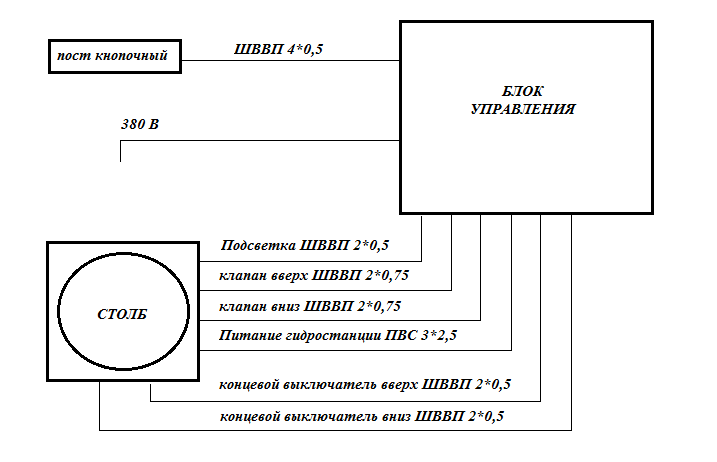 пост кнопочный
ШВВП 4*0,5
БЛОК
УПРАВЛЕНИЯ
380 В
Подсветка ШВВП 2*0,5
клапан вверх ШВВП 2*0,75
клапан вниз ШВВП 2*0,75
СТОЛБ
Питание гидростанции ПВС 3*2,5
концевой выключатель вверх ШВВП 2*0,5
концевой выключатель вниз ШВВП 2*0,5